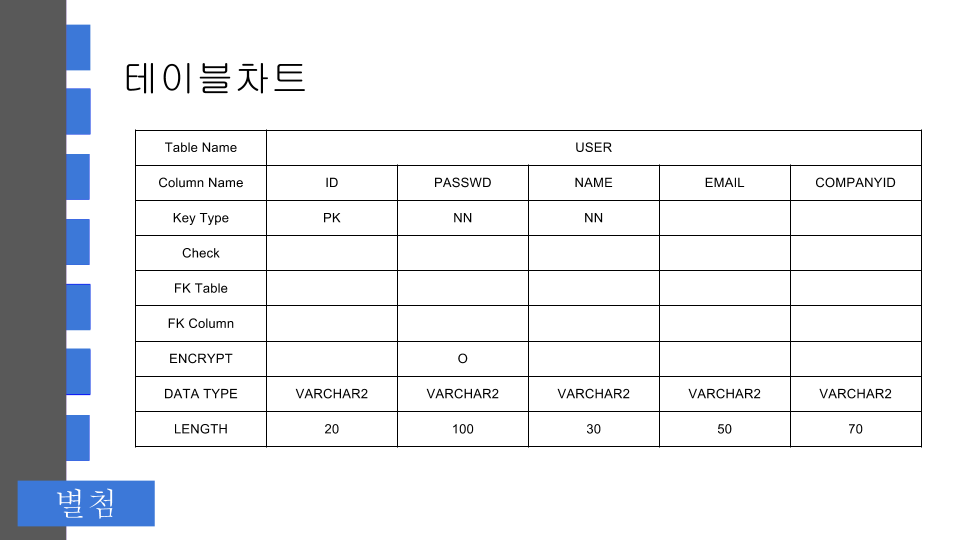 테이블차트
Table Name USER
Column Name ID PASSWD NAME EMAIL COMPANYID
Key Type PK NN NN
Check
FK Table
FK Column
ENCRYPT O
DATA TYPE VARCHAR2 VARCHAR2 VARCHAR2 VARCHAR2 VARCHAR2
LENGTH 20 100 30 50 70
별첨